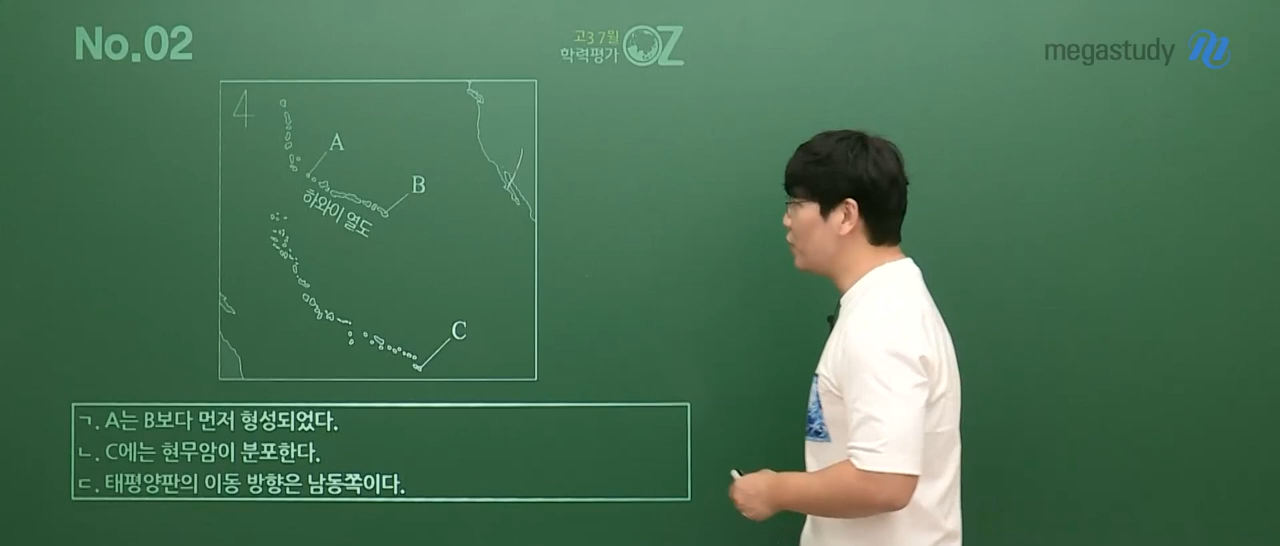 No.02
고3 7월
학력평가 OZ
megastudy m
4
A
B
하와이 열도
C
ㄱ. A는 B보다 먼저 형성되었다.
ㄴ. C에는 현무암이 분포한다.
ㄷ. 태평양판의 이동 방향은 남동쪽이다.